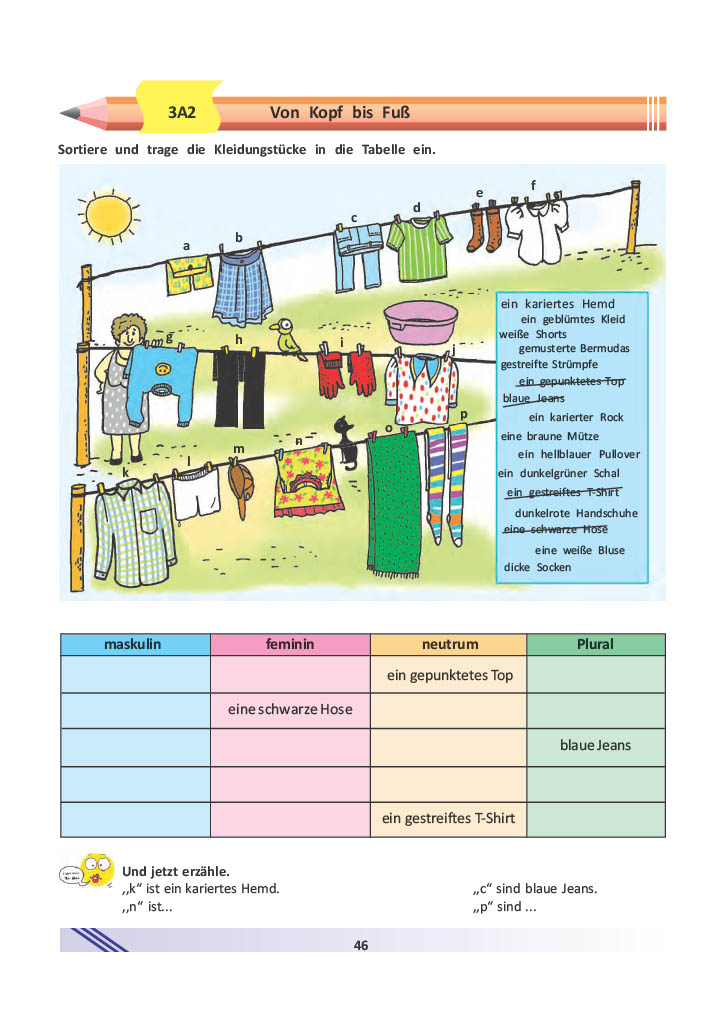 3A2
Von Kopf bis Fuß
Sortiere und trage die Kleidungstücke in die Tabelle ein.
a
b
c
d
e
f
g
h
i
j
k
l
m
n
o
p
ein kariertes Hemd
ein geblümtes Kleid
weiße Shorts
gemusterte Bermudas
gestreifte Strümpfe
ein gepunktetes Top
blaue Jeans
ein karierter Rock
eine braune Mütze
ein hellblauer Pullover
ein dunkelgrüner Schal
ein gestreiftes T-Shirt
dunkelrote Handschuhe
eine schwarze Hose
eine weiße Bluse
dicke Socken
maskulin feminin neutrum Plural
ein gepunktetes Top
eine schwarze Hose
blaue Jeans
ein gestreiftes T-Shirt
Und jetzt erzähle.
,,k“ ist ein kariertes Hemd.
,,n“ ist...
„c“ sind blaue Jeans.
„p“ sind ...
46